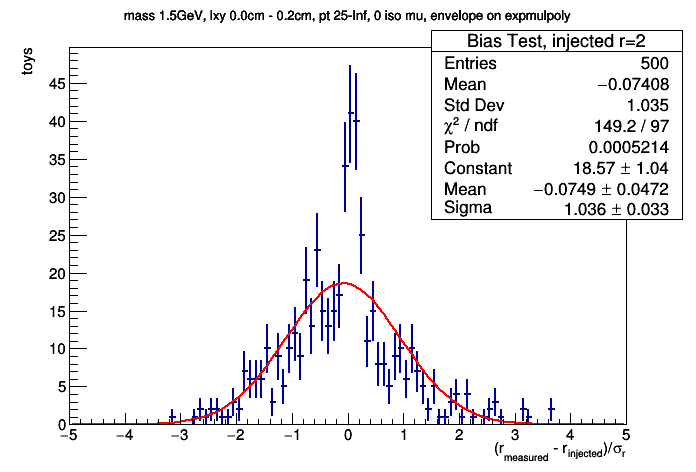 mass 1.5GeV, lxy 0.0cm - 0.2cm, pt 25-Inf, 0 iso mu, envelope on expmulpoly
Bias Test, injected r=2
Entries 500
Mean −0.07408
Std Dev 1.035
χ² / ndf 149.2 / 97
Prob 0.0005214
Constant 18.57 ± 1.04
Mean −0.0749 ± 0.0472
Sigma 1.036 ± 0.033
toys
45
40
35
30
25
20
15
10
5
0
−5 −4 −3 −2 −1 0 1 2 3 4 5
(r_measured - r_injected)/σ_r